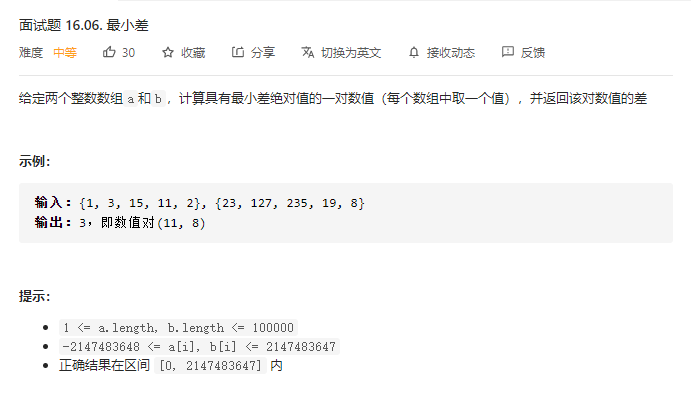 面试题 16.06. 最小差
难度 中等 30 收藏 分享 切换为英文 接收动态 反馈
给定两个整数数组 a 和 b ，计算具有最小差绝对值的一对数值（每个数组中取一个值），并返回该对数值的差
示例：
输入：{1, 3, 15, 11, 2}, {23, 127, 235, 19, 8}
输出：3，即数值对(11, 8)
提示：
1 <= a.length, b.length <= 100000
-2147483648 <= a[i], b[i] <= 2147483647
正确结果在区间 [0, 2147483647] 内